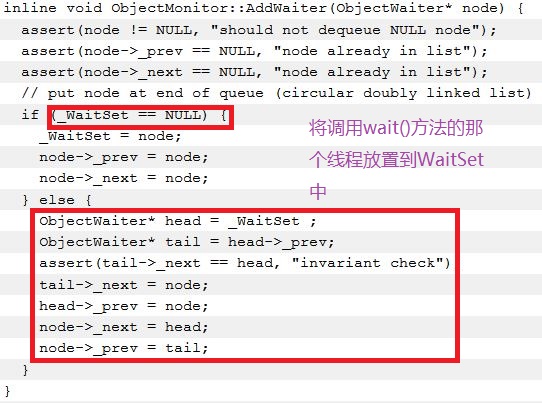 inline void ObjectMonitor::AddWaiter(ObjectWaiter* node) {
assert(node != NULL, "should not dequeue NULL node");
assert(node->_prev == NULL, "node already in list");
assert(node->_next == NULL, "node already in list");
// put node at end of queue (circular doubly linked list)
if (_WaitSet == NULL) {
_WaitSet = node;
node->_prev = node;
node->_next = node;
将调用wait()方法的那
个线程放置到WaitSet
中
} else {
ObjectWaiter* head = _WaitSet ;
ObjectWaiter* tail = head->_prev;
assert(tail->_next == head, "invariant check")
tail->_next = node;
head->_prev = node;
node->_next = head;
node->_prev = tail;
}
}